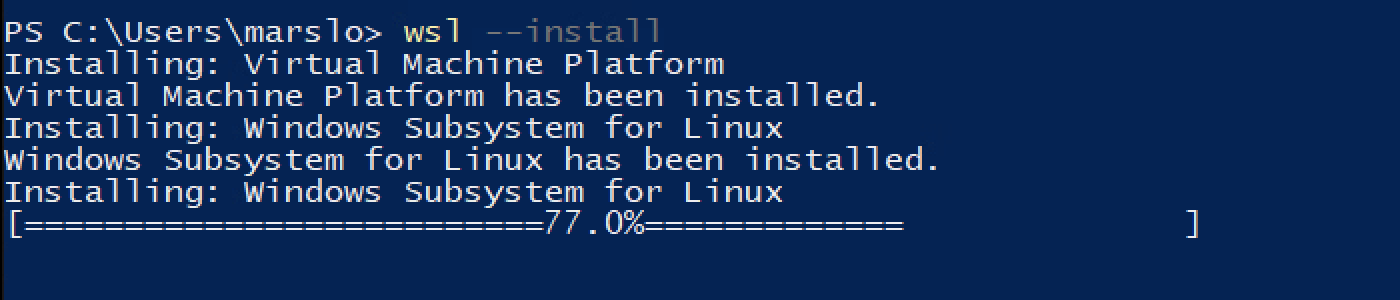 PS C:\Users\marslo> wsl --install
Installing: Virtual Machine Platform
Virtual Machine Platform has been installed.
Installing: Windows Subsystem for Linux
Windows Subsystem for Linux has been installed.
Installing: Windows Subsystem for Linux
[==========================77.0%=============              ]